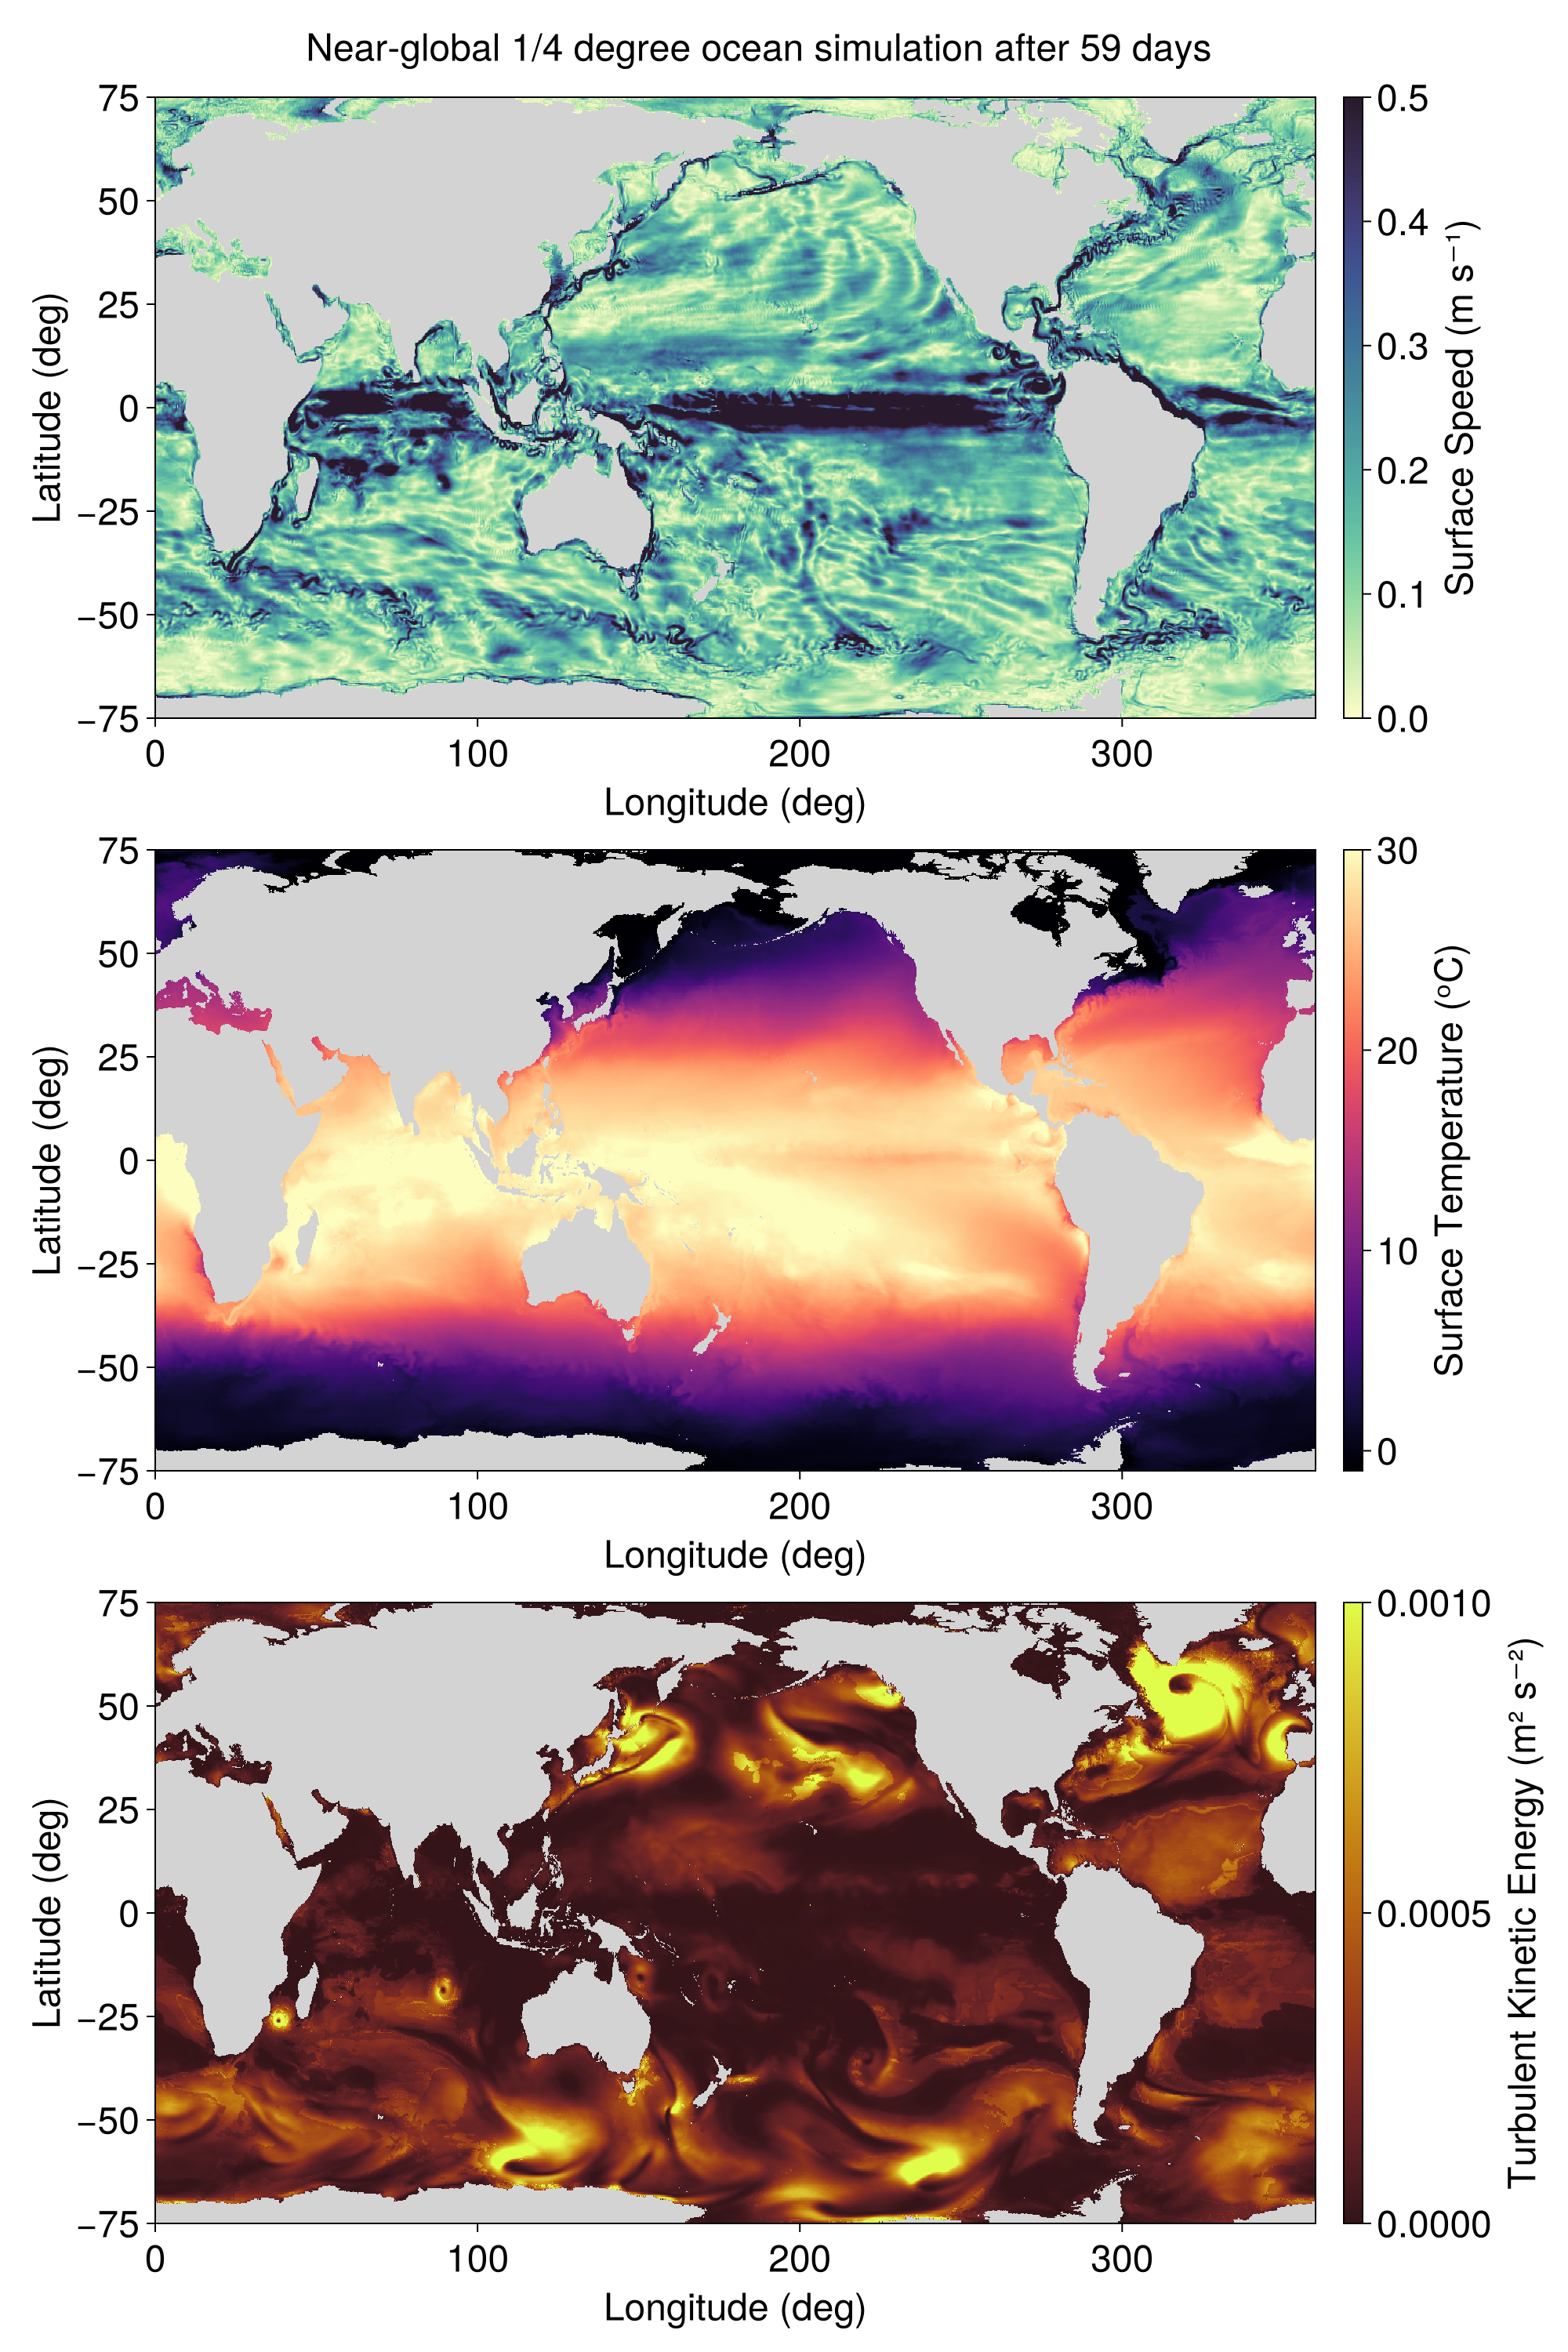 Near-global 1/4 degree ocean simulation after 59 days
75
50
25
0
−25
−50
−75
Latitude (deg)
0 100 200 300
Longitude (deg)
0.5
0.4
0.3
0.2
0.1
0.0
Surface Speed (m s⁻¹)
75
50
25
0
−25
−50
−75
Latitude (deg)
0 100 200 300
Longitude (deg)
30
20
10
0
Surface Temperature (ᵒC)
75
50
25
0
−25
−50
−75
Latitude (deg)
0 100 200 300
Longitude (deg)
0.0010
0.0005
0.0000
Turbulent Kinetic Energy (m² s⁻²)